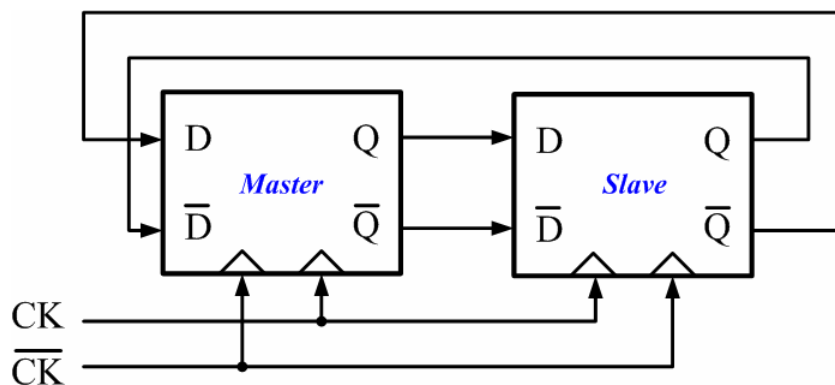 D Q D Q
Master Slave
D̅ Q̅ D̅ Q̅
CK
C̅K̅